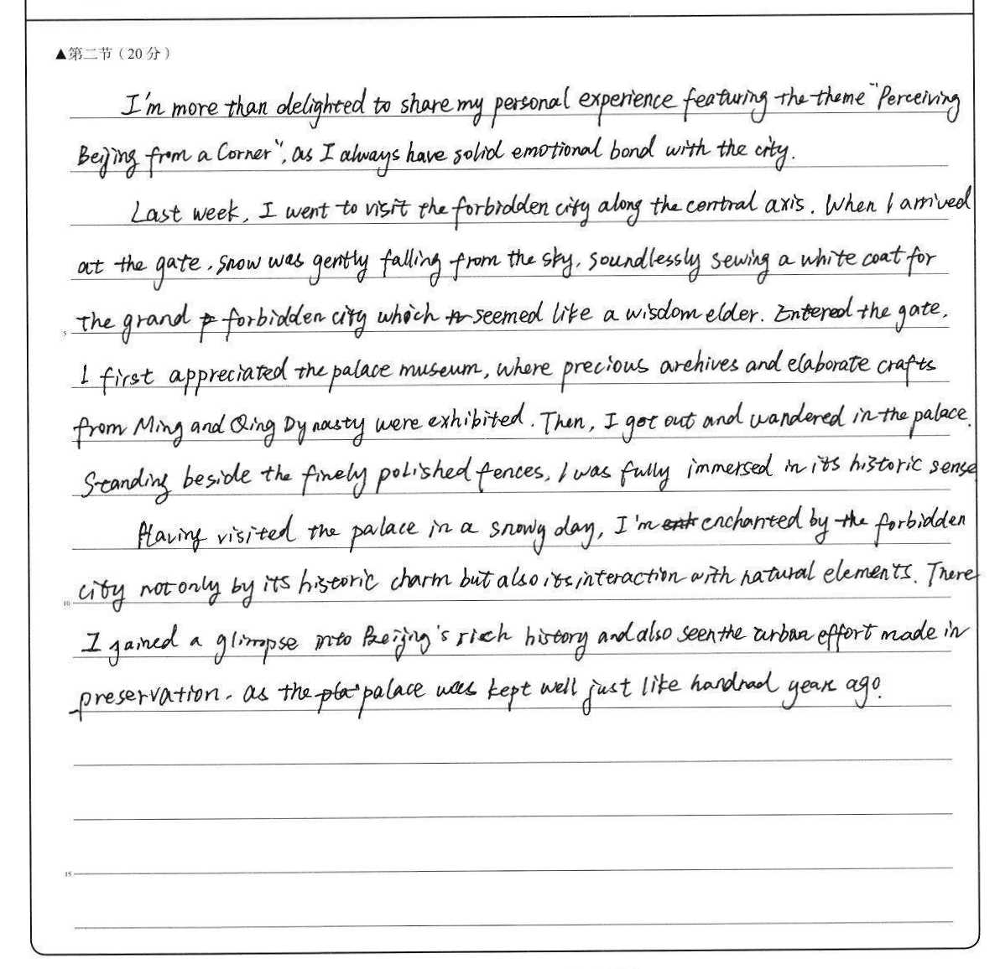 ▲第二节（20分）
I'm more than delighted to share my personal experience featuring the theme "Perceiving
Beijing from a Corner", as I always have solid emotional bond with the city.
Last week, I went to visit the forbidden city along the central axis. When I arrived
at the gate, snow was gently falling from the sky, soundlessly sewing a white coat for
the grand forbidden city which seemed like a wisdom elder. Entered the gate,
I first appreciated the palace museum, where precious archives and elaborate crafts
from Ming and Qing Dynasty were exhibited. Then, I got out and wandered in the palace.
Standing beside the finely polished fences, I was fully immersed in its historic sense
Having visited the palace in a snowy day, I'm enchanted by the forbidden
city not only by its historic charm but also its interaction with natural elements. There
I gained a glimpse into Beijing's rich history and also seen the urban effort made in
preservation, as the palace was kept well just like handrad year ago.
5
10
15